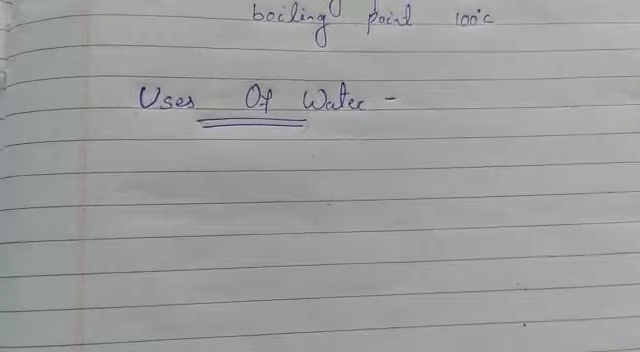 boiling point 100°C
Uses Of Water -